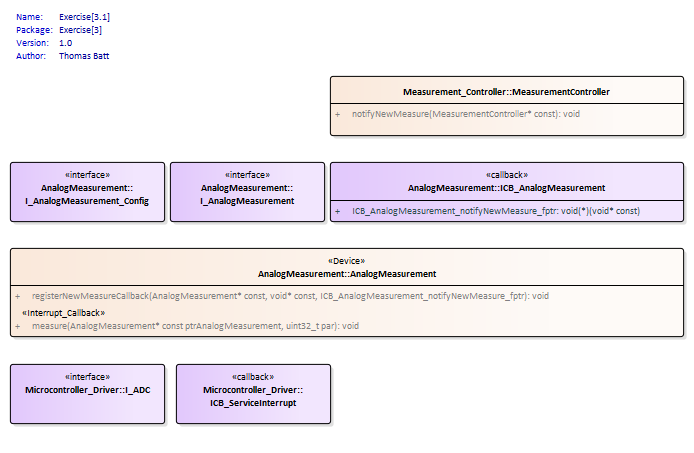 Name: Exercise[3.1]
Package: Exercise[3]
Version: 1.0
Author: Thomas Batt
Measurement_Controller::MeasurementController
+ notifyNewMeasure(MeasurementController* const): void
«interface»
AnalogMeasurement::
I_AnalogMeasurement_Config
«interface»
AnalogMeasurement::
I_AnalogMeasurement
«callback»
AnalogMeasurement::ICB_AnalogMeasurement
+ ICB_AnalogMeasurement_notifyNewMeasure_fptr: void(*)(void* const)
«Device»
AnalogMeasurement::AnalogMeasurement
+ registerNewMeasureCallback(AnalogMeasurement* const, void* const, ICB_AnalogMeasurement_notifyNewMeasure_fptr): void
«Interrupt_Callback»
+ measure(AnalogMeasurement* const ptrAnalogMeasurement, uint32_t par): void
«interface»
Microcontroller_Driver::I_ADC
«callback»
Microcontroller_Driver::
ICB_ServiceInterrupt